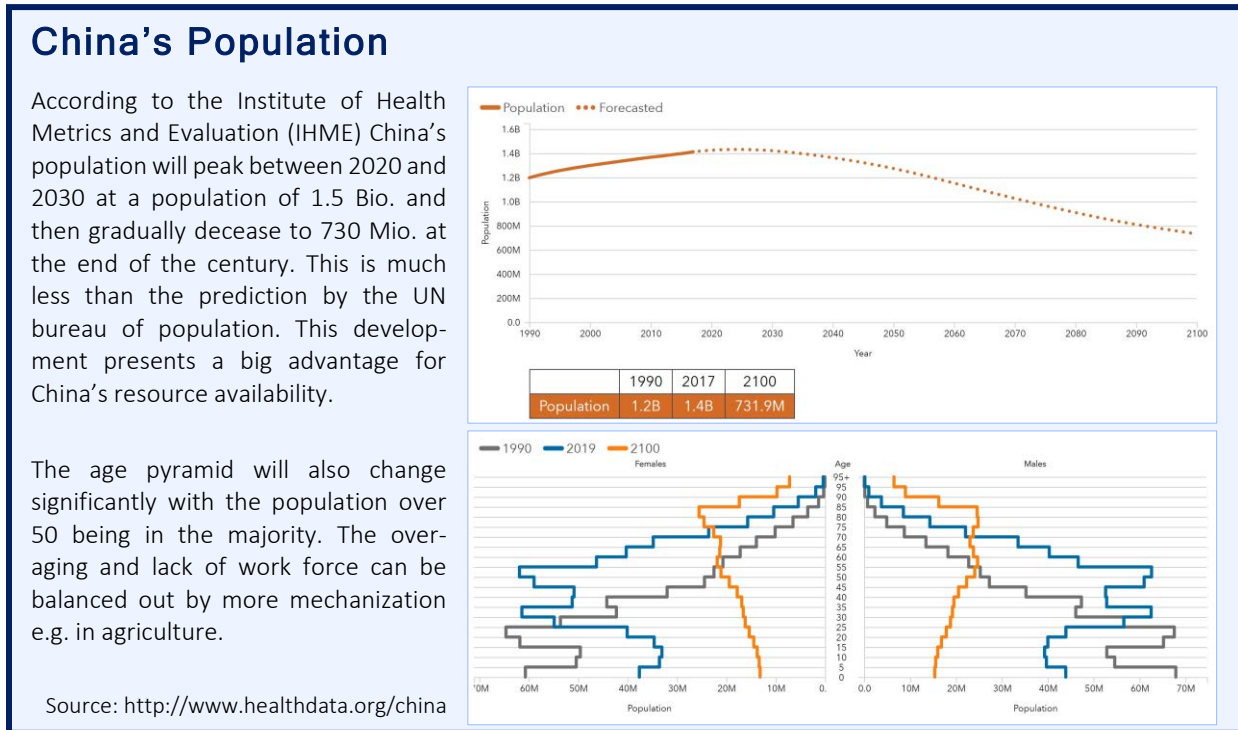 China's Population
According to the Institute of Health
Metrics and Evaluation (IHME) China's
population will peak between 2020 and
2030 at a population of 1.5 Bio. and
then gradually decease to 730 Mio. at
the end of the century. This is much
less than the prediction by the UN
bureau of population. This develop-
ment presents a big advantage for
China's resource availability.
The age pyramid will also change
significantly with the population over
50 being in the majority. The over-
aging and lack of work force can be
balanced out by more mechanization
e.g. in agriculture.
Source: http://www.healthdata.org/china
Population Forecasted
1.6B
1.4B
1.2B
1.0B
800M
600M
400M
200M
0.0
Population
1990 2000 2010 2020 2030 2040 2050 2060 2070 2080 2090 2100
Year
1990 2017 2100
Population 1.2B 1.4B 731.9M
1990 2019 2100
Females Age Males
95+
95
90
85
80
75
70
65
60
55
50
45
40
35
30
25
20
15
10
5
0
70M 60M 50M 40M 30M 20M 10M 0. 0.0 10M 20M 30M 40M 50M 60M 70M
Population Population